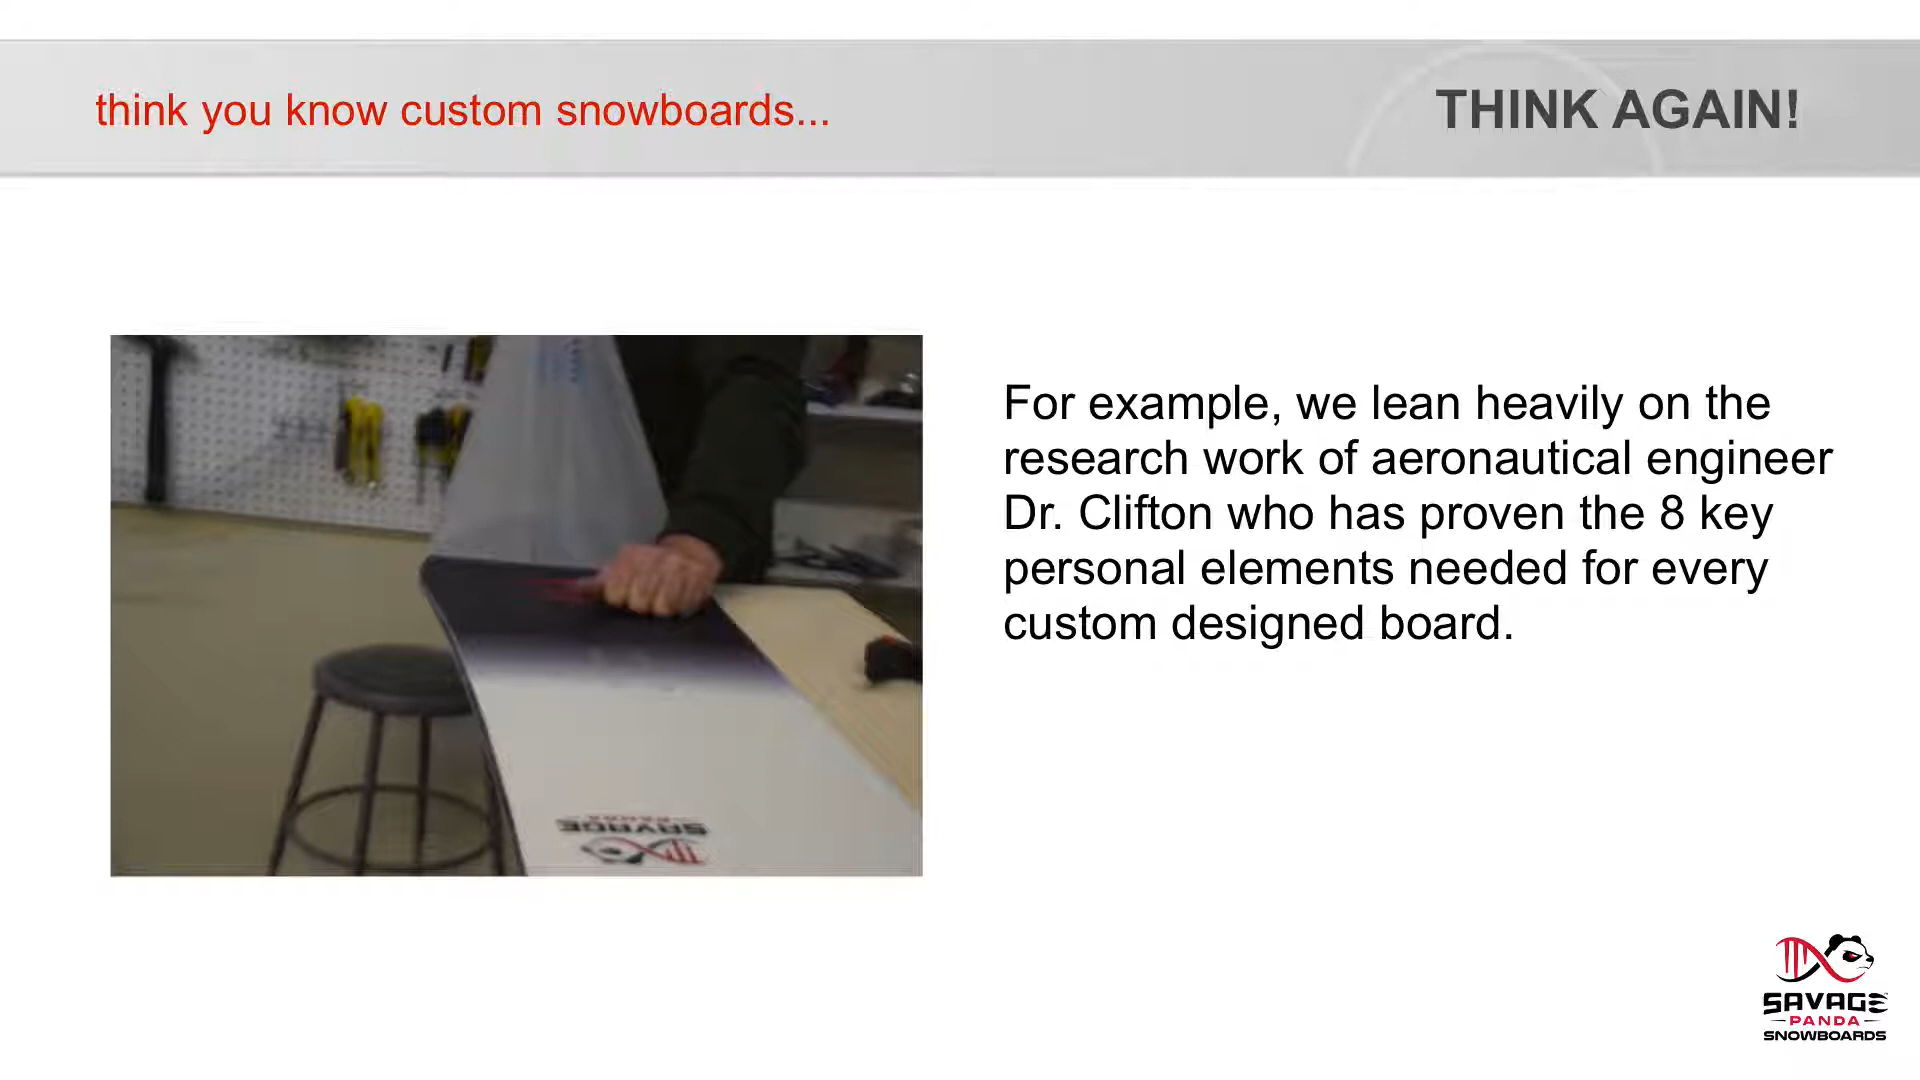 think you know custom snowboards...
THINK AGAIN!
For example, we lean heavily on the
research work of aeronautical engineer
Dr. Clifton who has proven the 8 key
personal elements needed for every
custom designed board.
SAVAGE
PANDA
SAVAGE
PANDA
SNOWBOARDS